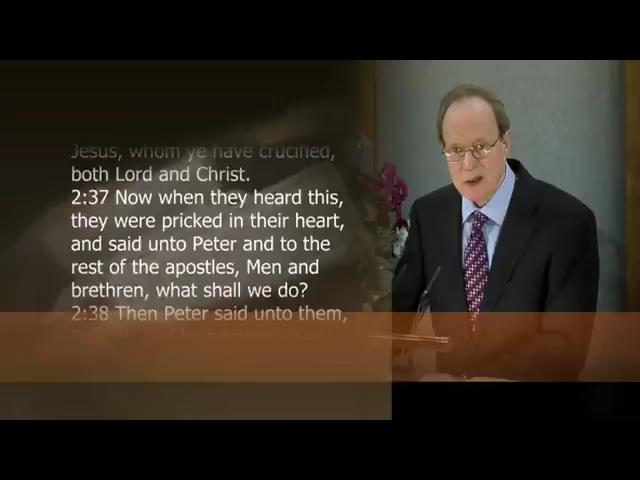 Jesus, whom ye have crucified,
both Lord and Christ.
2:37 Now when they heard this,
they were pricked in their heart,
and said unto Peter and to the
rest of the apostles, Men and
brethren, what shall we do?
2:38 Then Peter said unto them,